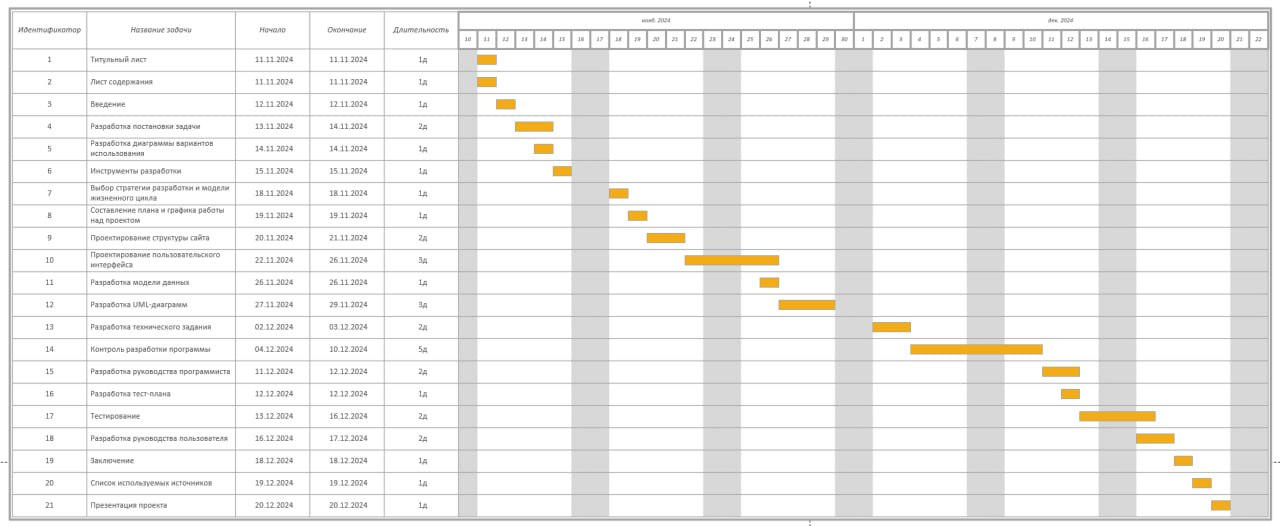 Идентификатор Название задачи Начало Окончание Длительность нояб. 2024 дек. 2024
10 11 12 13 14 15 16 17 18 19 20 21 22 23 24 25 26 27 28 29 30 1 2 3 4 5 6 7 8 9 10 11 12 13 14 15 16 17 18 19 20 21 22
1 Титульный лист 11.11.2024 11.11.2024 1д
2 Лист содержания 11.11.2024 11.11.2024 1д
3 Введение 12.11.2024 12.11.2024 1д
4 Разработка постановки задачи 13.11.2024 14.11.2024 2д
5 Разработка диаграммы вариантов
использования 14.11.2024 14.11.2024 1д
6 Инструменты разработки 15.11.2024 15.11.2024 1д
7 Выбор стратегии разработки и модели
жизненного цикла 18.11.2024 18.11.2024 1д
8 Составление плана и графика работы
над проектом 19.11.2024 19.11.2024 1д
9 Проектирование структуры сайта 20.11.2024 21.11.2024 2д
10 Проектирование пользовательского
интерфейса 22.11.2024 26.11.2024 3д
11 Разработка модели данных 26.11.2024 26.11.2024 1д
12 Разработка UML-диаграмм 27.11.2024 29.11.2024 3д
13 Разработка технического задания 02.12.2024 03.12.2024 2д
14 Контроль разработки программы 04.12.2024 10.12.2024 5д
15 Разработка руководства программиста 11.12.2024 12.12.2024 2д
16 Разработка тест-плана 12.12.2024 12.12.2024 1д
17 Тестирование 13.12.2024 16.12.2024 2д
18 Разработка руководства пользователя 16.12.2024 17.12.2024 2д
19 Заключение 18.12.2024 18.12.2024 1д
20 Список используемых источников 19.12.2024 19.12.2024 1д
21 Презентация проекта 20.12.2024 20.12.2024 1д